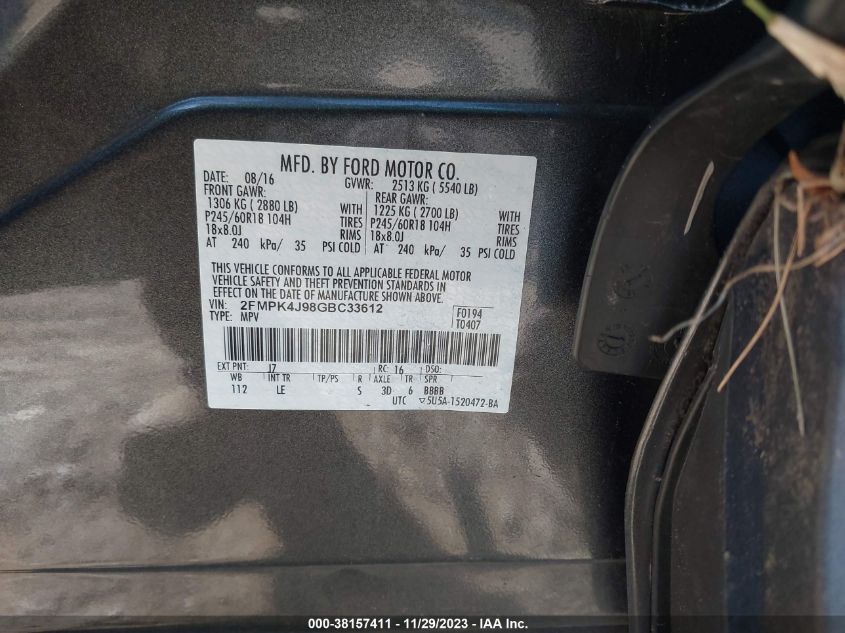 MFD. BY FORD MOTOR CO.
DATE: 08/16 GVWR: 2513 KG ( 5540 LB)
FRONT GAWR: REAR GAWR:
1306 KG ( 2880 LB) WITH 1225 KG ( 2700 LB) WITH
P245/60R18 104H TIRES P245/60R18 104H TIRES
18x8.0J RIMS 18x8.0J RIMS
AT 240 kPa/ 35 PSI COLD AT 240 kPa/ 35 PSI COLD
THIS VEHICLE CONFORMS TO ALL APPLICABLE FEDERAL MOTOR
VEHICLE SAFETY AND THEFT PREVENTION STANDARDS IN
EFFECT ON THE DATE OF MANUFACTURE SHOWN ABOVE.
VIN: 2FMPK4J98GBC33612 F0194
TYPE: MPV T0407
EXT PNT: J7 RC: 16 DSO:
WB INT TR TP/PS R AXLE TR SPR
112 LE S 3D 6 BBBB
UTC ▽5U5A-1520472-BA
000-38157411 - 11/29/2023 - IAA Inc.